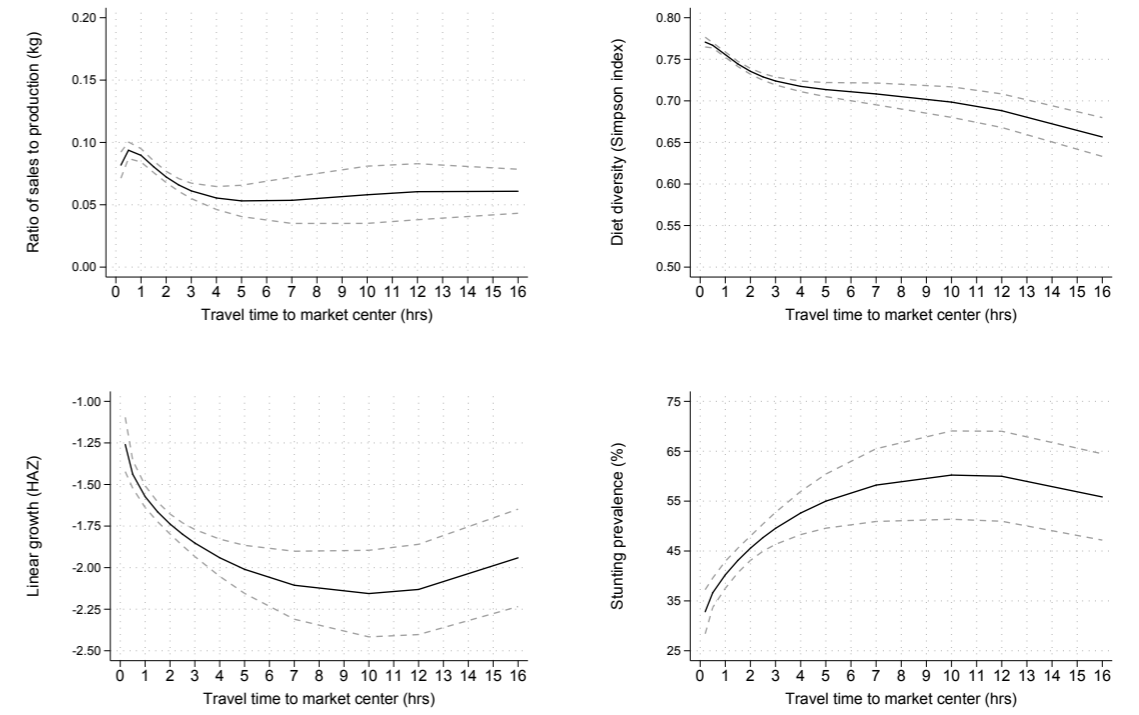 Ratio of sales to production (kg)
0.20
0.15
0.10
0.05
0.00
0 1 2 3 4 5 6 7 8 9 10 11 12 13 14 15 16
Travel time to market center (hrs)
Diet diversity (Simpson index)
0.80
0.75
0.70
0.65
0.60
0.55
0.50
0 1 2 3 4 5 6 7 8 9 10 11 12 13 14 15 16
Travel time to market center (hrs)
Linear growth (HAZ)
-1.00
-1.25
-1.50
-1.75
-2.00
-2.25
-2.50
0 1 2 3 4 5 6 7 8 9 10 11 12 13 14 15 16
Travel time to market center (hrs)
Stunting prevalence (%)
75
65
55
45
35
25
0 1 2 3 4 5 6 7 8 9 10 11 12 13 14 15 16
Travel time to market center (hrs)